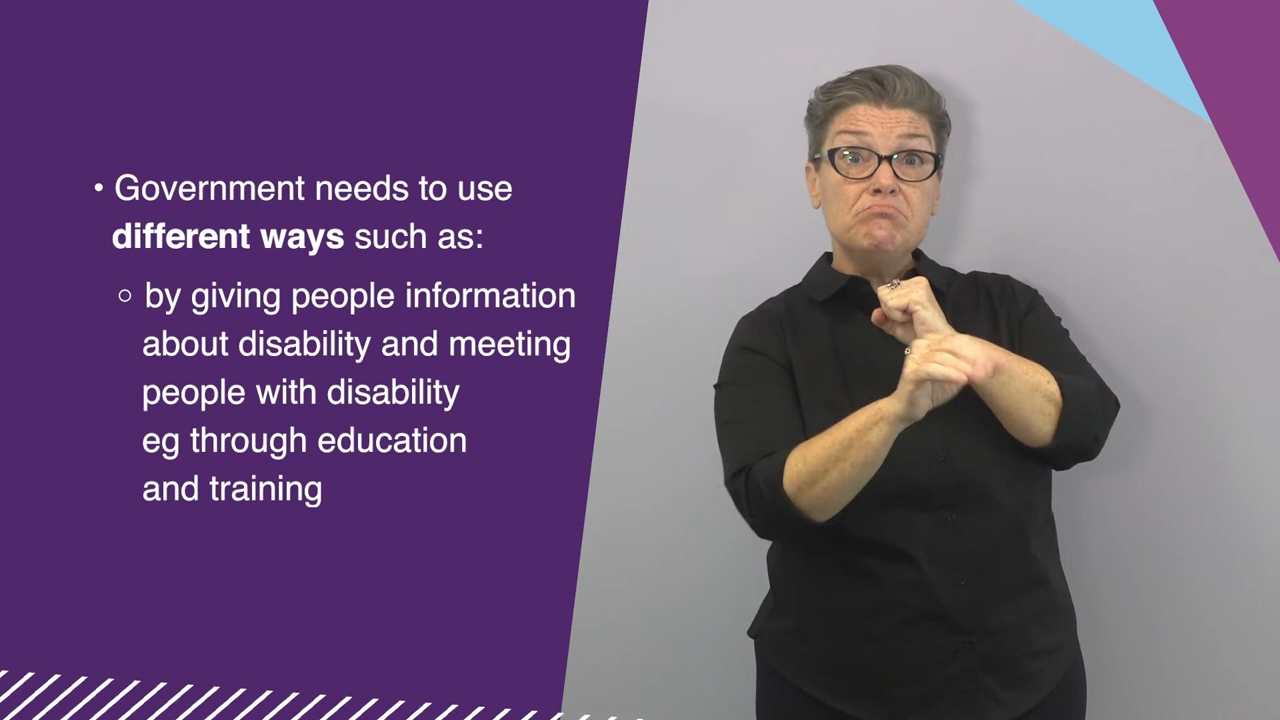 • Government needs to use
different ways such as:
○ by giving people information
about disability and meeting
people with disability
eg through education
and training